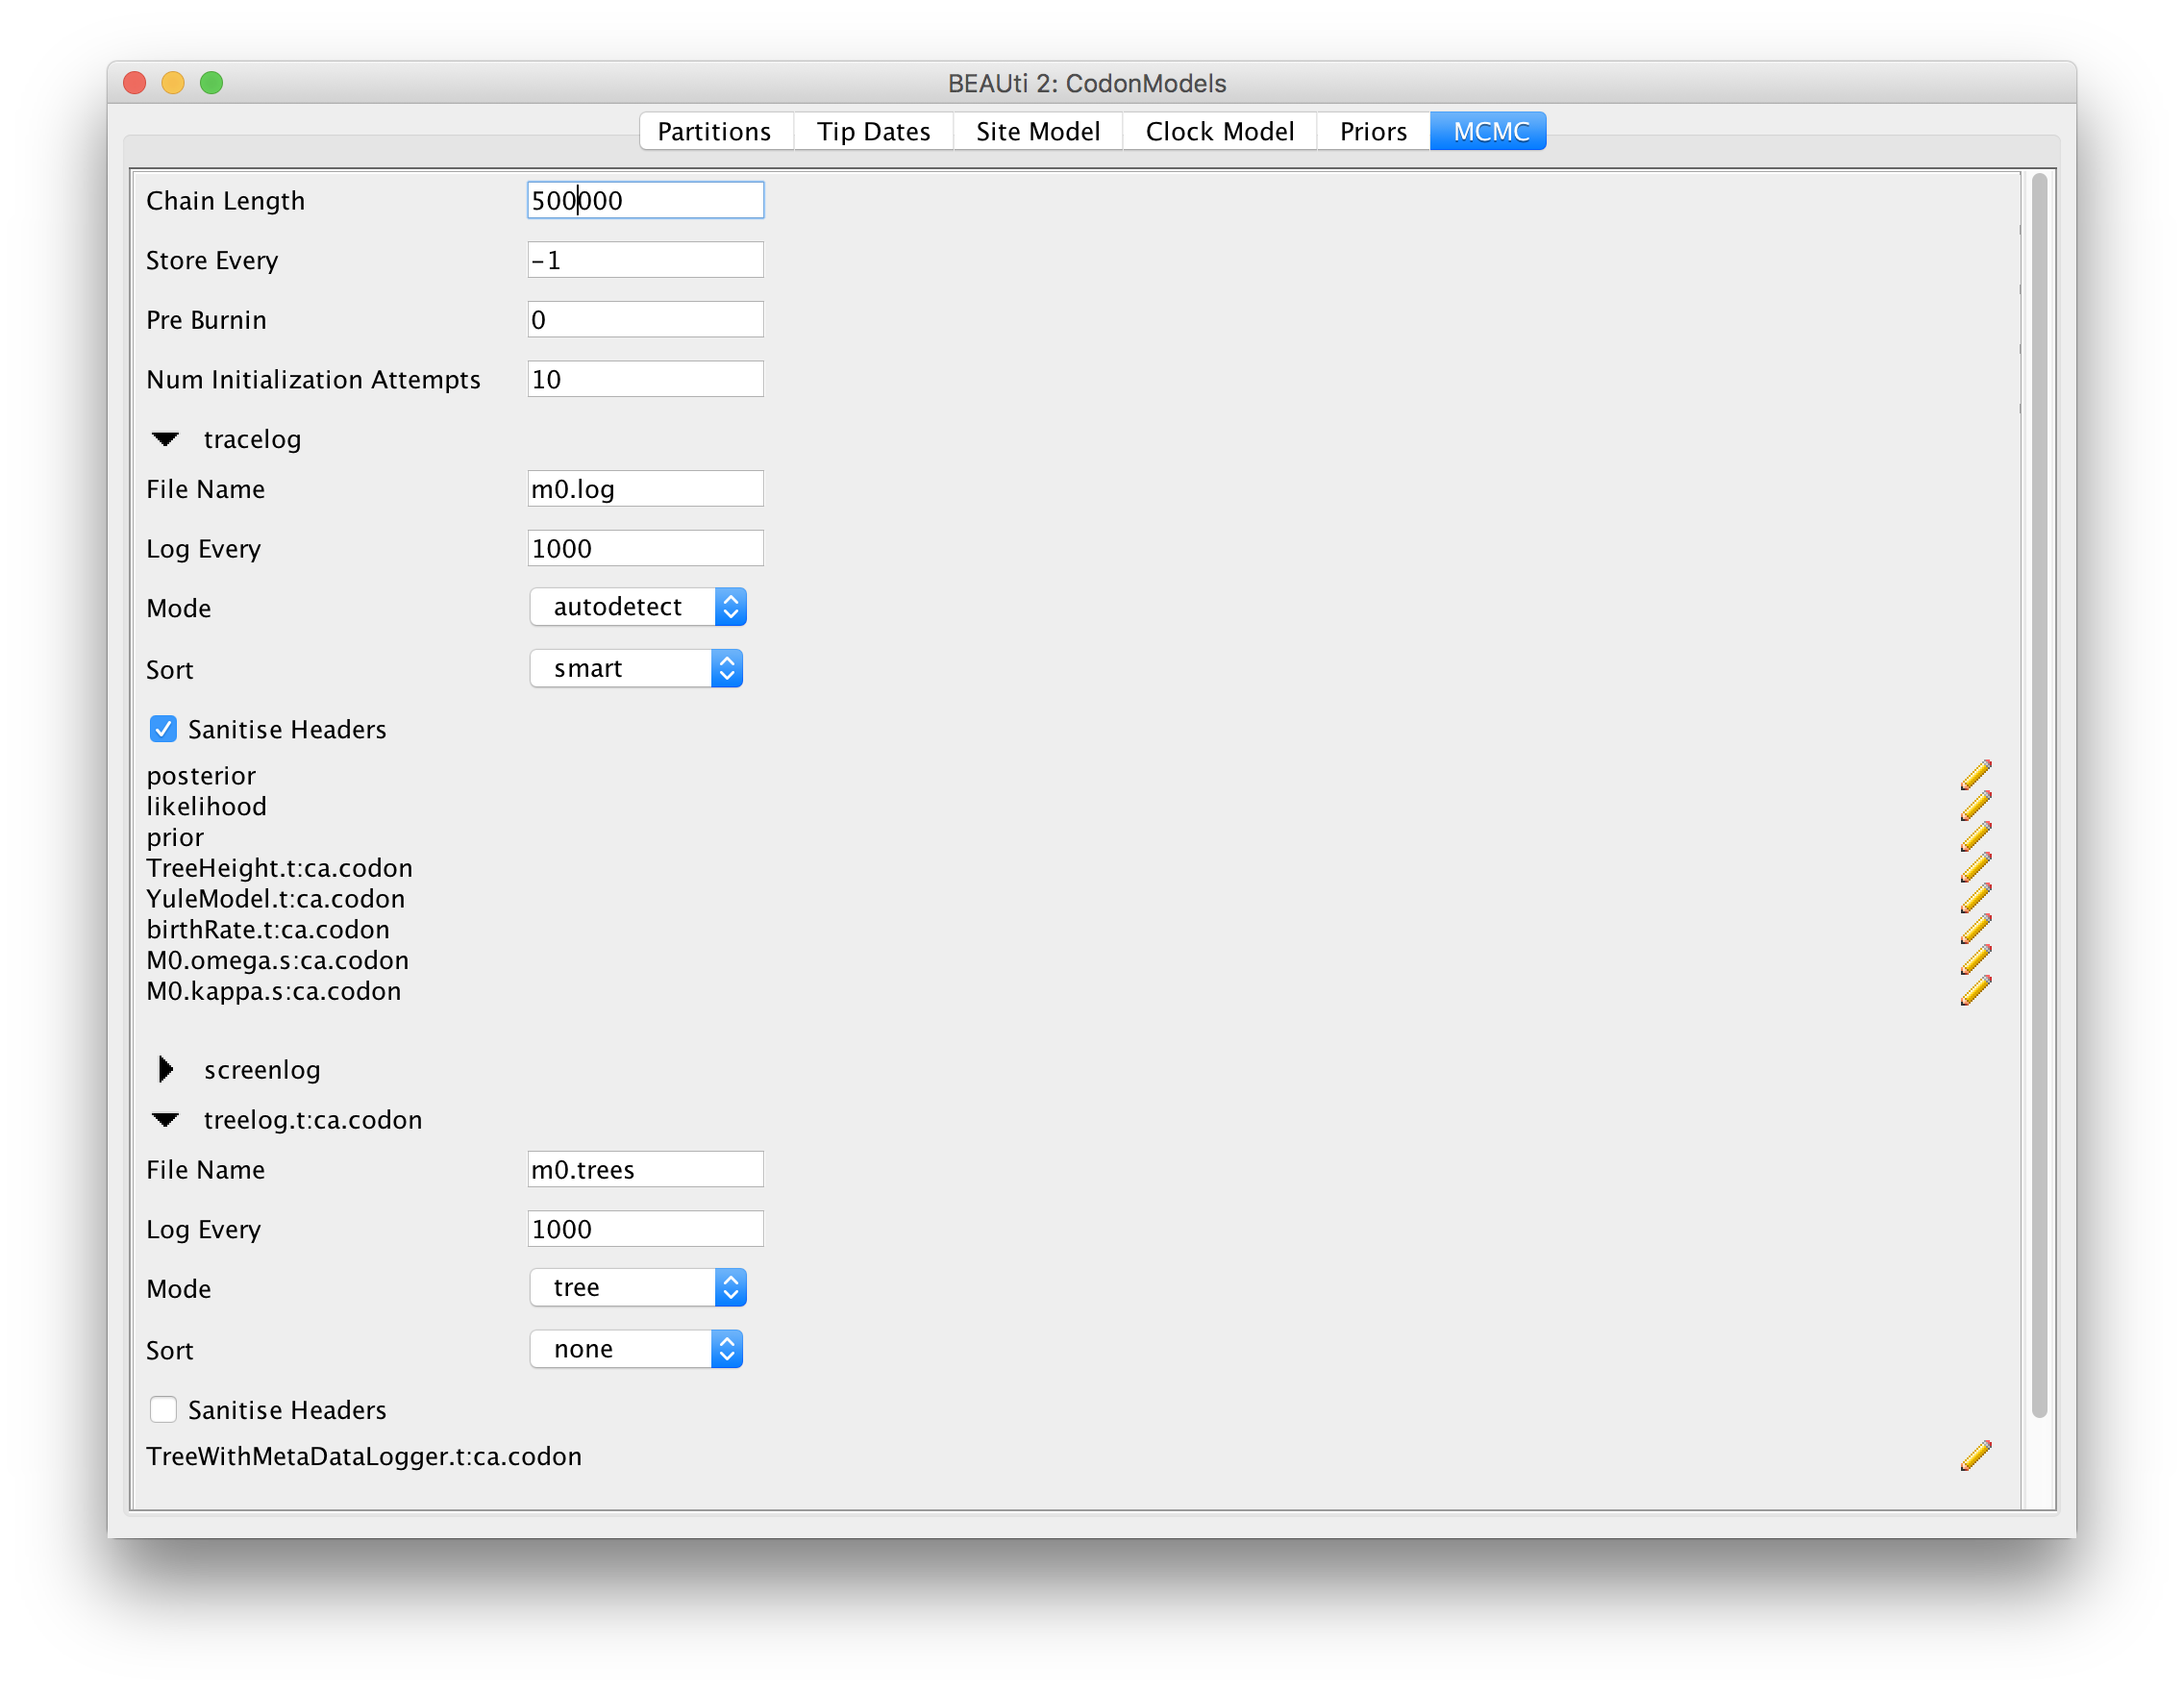 BEAUti 2: CodonModels
Partitions Tip Dates Site Model Clock Model Priors MCMC
Chain Length 500000
Store Every -1
Pre Burnin 0
Num Initialization Attempts 10
tracelog
File Name m0.log
Log Every 1000
Mode autodetect
Sort smart
Sanitise Headers
posterior
likelihood
prior
TreeHeight.t:ca.codon
YuleModel.t:ca.codon
birthRate.t:ca.codon
M0.omega.s:ca.codon
M0.kappa.s:ca.codon
screenlog
treelog.t:ca.codon
File Name m0.trees
Log Every 1000
Mode tree
Sort none
Sanitise Headers
TreeWithMetaDataLogger.t:ca.codon